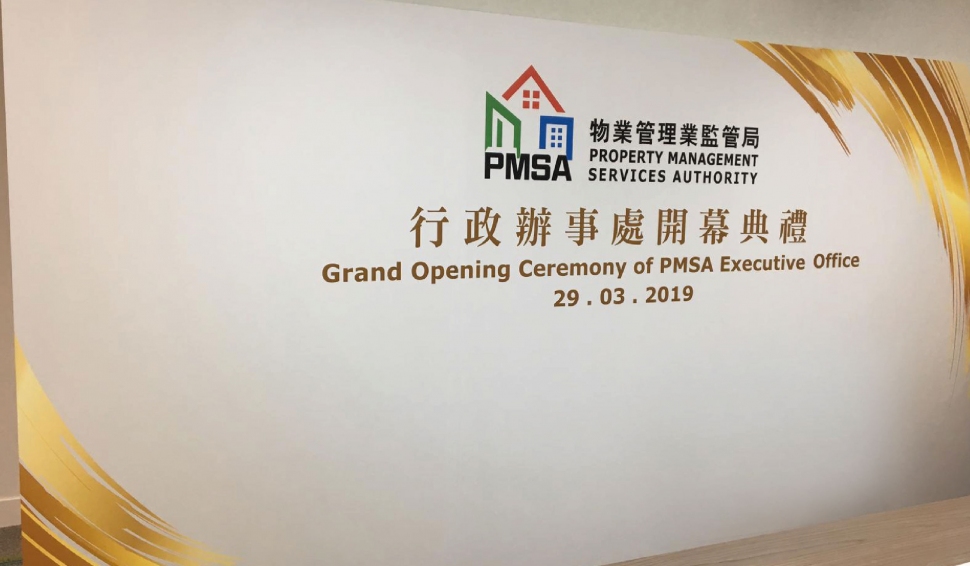 PMSA
物業管理業監管局
PROPERTY MANAGEMENT
SERVICES AUTHORITY
行政辦事處開幕典禮
Grand Opening Ceremony of PMSA Executive Office
29 . 03 . 2019